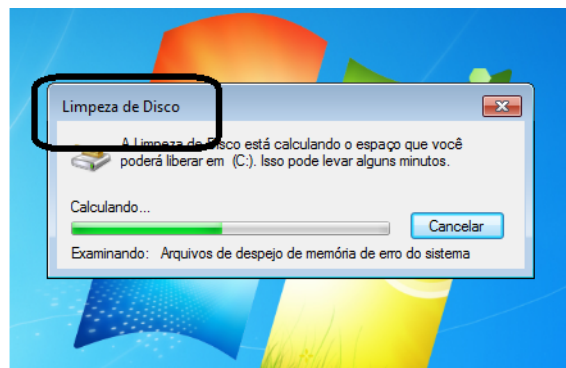 Limpeza de Disco
A Limpeza de Disco está calculando o espaço que você
poderá liberar em (C:). Isso pode levar alguns minutos.
Calculando...
Cancelar
Examinando: Arquivos de despejo de memória de erro do sistema